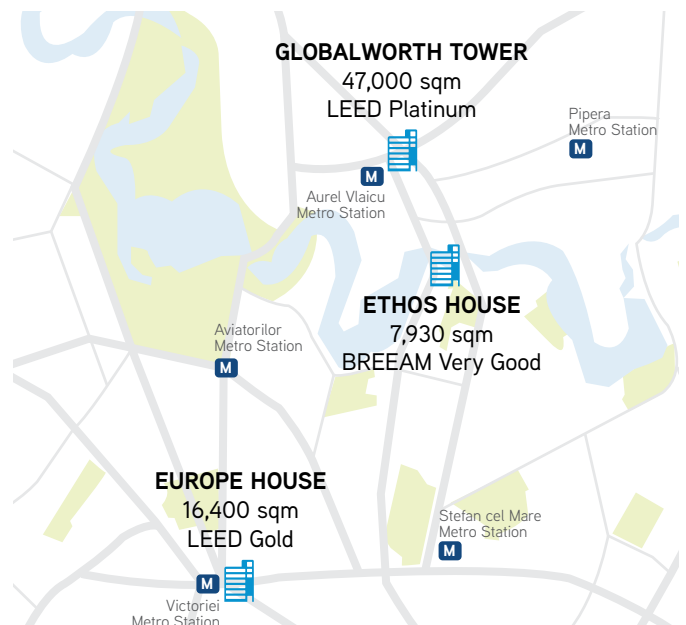 GLOBALWORTH TOWER
47,000 sqm
LEED Platinum
Pipera
Metro Station
M
M
Aurel Vlaicu
Metro Station
ETHOS HOUSE
7,930 sqm
BREEAM Very Good
Aviatorilor
Metro Station
M
EUROPE HOUSE
16,400 sqm
LEED Gold
Stefan cel Mare
Metro Station
M
M
Victoriei
Metro Station